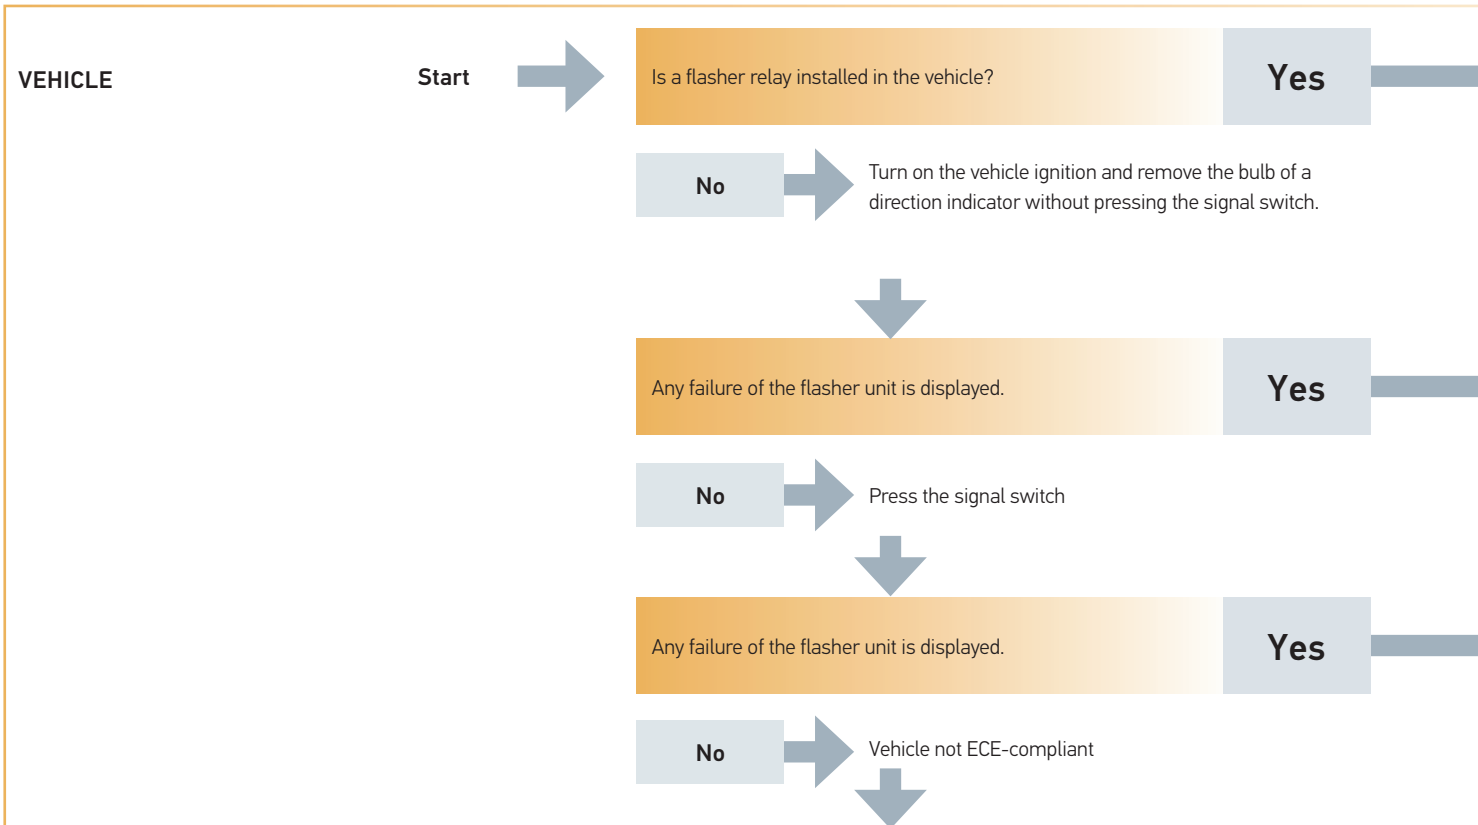 VEHICLE
Start
Is a flasher relay installed in the vehicle?
Yes
No
Turn on the vehicle ignition and remove the bulb of a
direction indicator without pressing the signal switch.
Any failure of the flasher unit is displayed.
Yes
No
Press the signal switch
Any failure of the flasher unit is displayed.
Yes
No
Vehicle not ECE-compliant